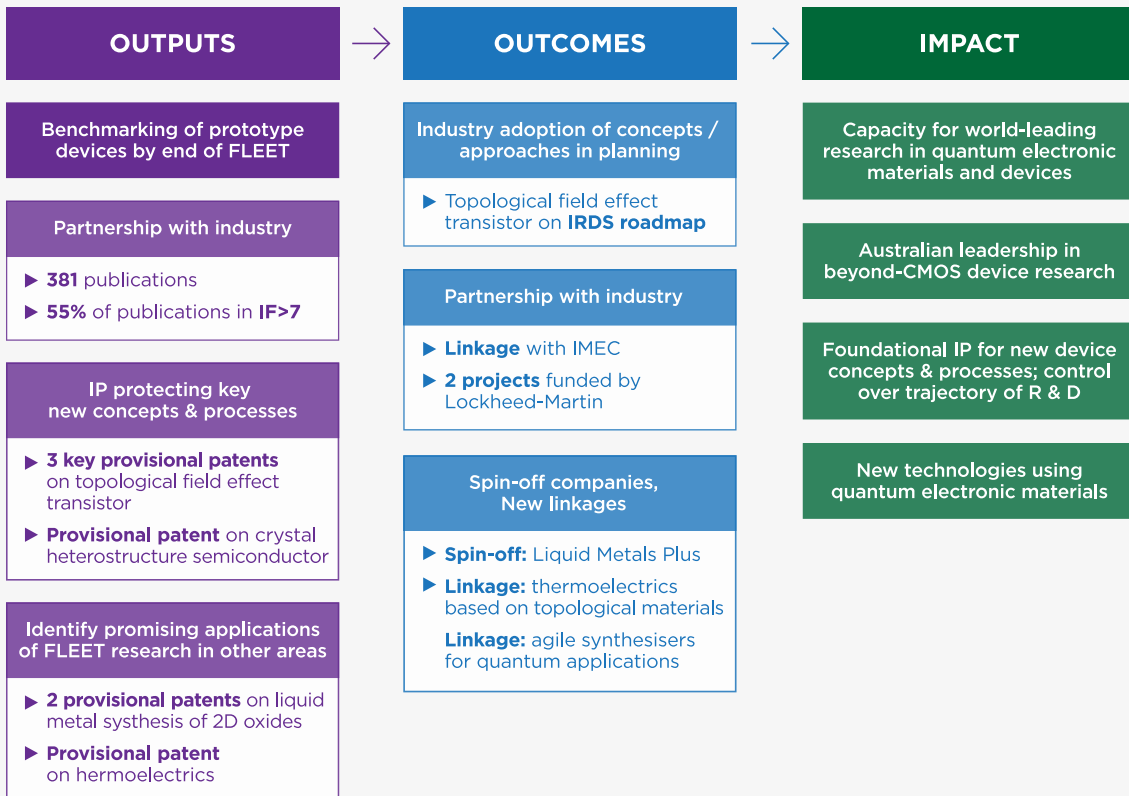 OUTPUTS
Benchmarking of prototype
devices by end of FLEET
Partnership with industry
▶ 381 publications
▶ 55% of publications in IF>7
IP protecting key
new concepts & processes
▶ 3 key provisional patents
on topological field effect
transistor
▶ Provisional patent on crystal
heterostructure semiconductor
Identify promising applications
of FLEET research in other areas
▶ 2 provisional patents on liquid
metal systhesis of 2D oxides
▶ Provisional patent
on hermoelectrics
OUTCOMES
Industry adoption of concepts /
approaches in planning
▶ Topological field effect
transistor on IRDS roadmap
Partnership with industry
▶ Linkage with IMEC
▶ 2 projects funded by
Lockheed-Martin
Spin-off companies,
New linkages
▶ Spin-off: Liquid Metals Plus
▶ Linkage: thermoelectrics
based on topological materials
Linkage: agile synthesisers
for quantum applications
IMPACT
Capacity for world-leading
research in quantum electronic
materials and devices
Australian leadership in
beyond-CMOS device research
Foundational IP for new device
concepts & processes; control
over trajectory of R & D
New technologies using
quantum electronic materials